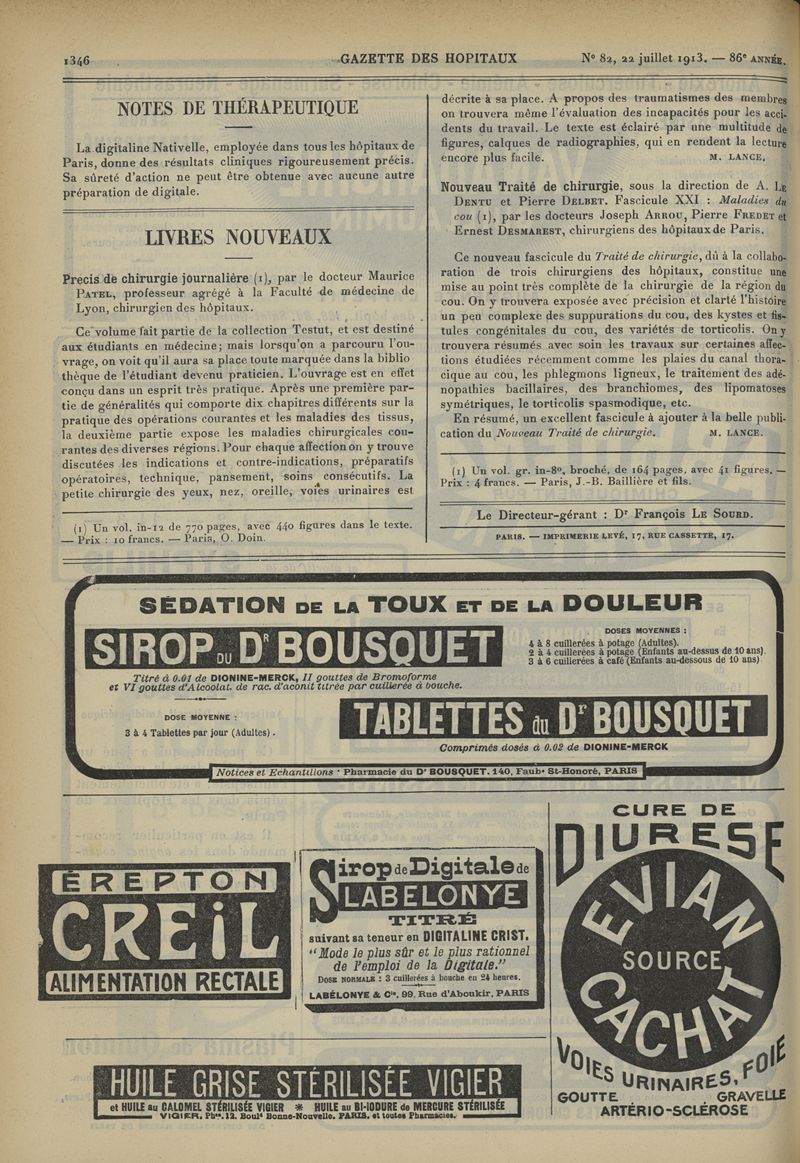 1346 GAZETTE DES HOPITAUX N° 82, 22 juillet 1913. — 86e ANNÉE.
NOTES DE THÉRAPEUTIQUE
La digitaline Nativelle, employée dans tous les hôpitaux de
Paris, donne des résultats cliniques rigoureusement précis.
Sa sûreté d'action ne peut être obtenue avec aucune autre
préparation de digitale.
LIVRES NOUVEAUX
Precis de chirurgie journalière (1), par le docteur Maurice
PATEL, professeur agrégé à la Faculté de médecine de
Lyon, chirurgien des hôpitaux.
Ce volume fait partie de la collection Testut, et est destiné
aux étudiants en médecine; mais lorsqu'on a parcouru l'ou-
vrage, on voit qu'il aura sa place toute marquée dans la biblio
thèque de l'étudiant devenu praticien. L'ouvrage est en effet
conçu dans un esprit très pratique. Après une première par-
tie de généralités qui comporte dix chapitres différents sur la
pratique des opérations courantes et les maladies des tissus,
la deuxième partie expose les maladies chirurgicales cou-
rantes des diverses régions. Pour chaque affection on y trouve
discutées les indications et contre-indications, préparatifs
opératoires, technique, pansement, soins consécutifs. La
petite chirurgie des yeux, nez, oreille, voies urinaires est
(1) Un vol. in-12 de 770 pages, avec 440 figures dans le texte.
— Prix : 10 francs. — Paris, O. Doin.
décrite à sa place. A propos des traumatismes des membres
on trouvera même l'évaluation des incapacités pour les acci-
dents du travail. Le texte est éclairé par une multitude de
figures, calques de radiographies, qui en rendent la lecture
encore plus facile. M. LANCE.
Nouveau Traité de chirurgie, sous la direction de A. LE
DENTU et Pierre DELBET. Fascicule XXI : Maladies du
cou (1), par les docteurs Joseph ARROU, Pierre FREDET et
Ernest DESMAREST, chirurgiens des hôpitaux de Paris.
Ce nouveau fascicule du Traité de chirurgie, dû à la collabo-
ration de trois chirurgiens des hôpitaux, constitue une
mise au point très complète de la chirurgie de la région du
cou. On y trouvera exposée avec précision et clarté l'histoire
un peu complexe des suppurations du cou, des kystes et fis-
tules congénitales du cou, des variétés de torticolis. On y
trouvera résumés avec soin les travaux sur certaines affec-
tions étudiées récemment comme les plaies du canal thora-
cique au cou, les phlegmons ligneux, le traitement des adé-
nopathies bacillaires, des branchiomes, des lipomatoses
symétriques, le torticolis spasmodique, etc.
En résumé, un excellent fascicule à ajouter à la belle publi-
cation du Nouveau Traité de chirurgie. M. LANCE.
(1) Un vol. gr. in-8°, broché, de 164 pages, avec 41 figures. —
Prix : 4 francs. — Paris, J.-B. Baillière et fils.
Le Directeur-gérant : Dr François LE SOURD.
PARIS. — IMPRIMERIE LEVÉ, 17, RUE CASSETTE, 17.
SÉDATION DE LA TOUX ET DE LA DOULEUR
SIROP DU Dr BOUSQUET
DOSES MOYENNES :
4 à 8 cuillerées à potage (Adultes).
2 à 4 cuillerées à potage (Enfants au-dessus de 10 ans).
3 à 6 cuillerées à café (Enfants au-dessous de 10 ans)
Titré à 0.01 de DIONINE-MERCK, II gouttes de Bromoforme
et VI gouttes d'Alcoolat. de rac. d'aconit titrée par cuillerée à bouche.
DOSE MOYENNE :
3 à 4 Tablettes par jour (Adultes).
TABLETTES du Dr BOUSQUET
Comprimés dosés à 0.02 de DIONINE-MERCK
Notices et Echantillons : Pharmacie du Dr BOUSQUET. 140, Faubg St-Honoré, PARIS
ÉREPTON
CREiL
ALIMENTATION RECTALE
Sirop de Digitale de
LABELONYE
TITRÉ
suivant sa teneur en DIGITALINE CRIST.
"Mode le plus sûr et le plus rationnel
de l'emploi de la Digitale."
DOSE NORMALE : 3 cuillerées à bouche en 24 heures.
LABÉLONYE & Cie, 99, Rue d'Aboukir, PARIS
HUILE GRISE STÉRILISÉE VIGIER
et HUILE au CALOMEL STÉRILISÉE VIGIER * HUILE au BI-IODURE de MERCURE STÉRILISÉE
VIGIER, Phen, 12, Bould Bonne-Nouvelle, PARIS, et toutes Pharmacies.
CURE DE
DIURESE
EVIAN
SOURCE
CACHAT
VOIES URINAIRES, FOIE
GOUTTE GRAVELLE
ARTÉRIO-SCLÉROSE